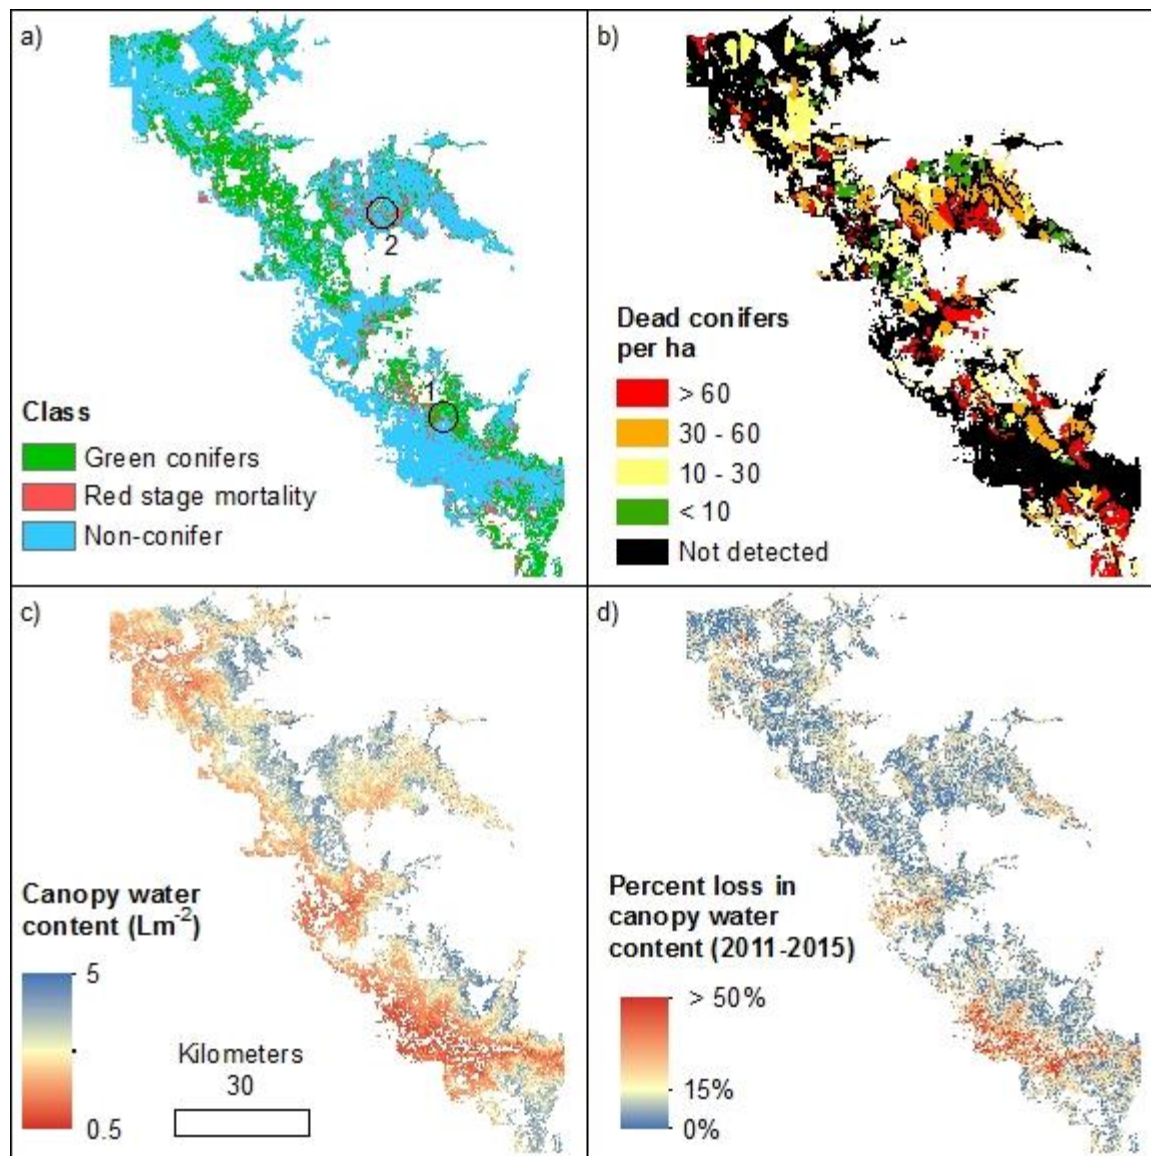 a)
2
1
Class
Green conifers
Red stage mortality
Non-conifer
b)
Dead conifers
per ha
> 60
30 - 60
10 - 30
< 10
Not detected
c)
Canopy water
content (Lm⁻²)
5
0.5
Kilometers
30
d)
Percent loss in
canopy water
content (2011-2015)
> 50%
15%
0%